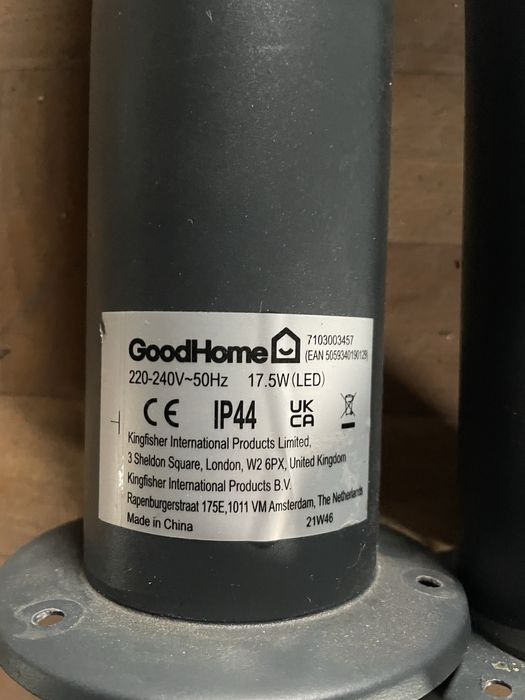 GoodHome 7103003457
(EAN 5059340190129)
220-240V~50Hz 17.5W(LED)
CE IP44 UK
CA
Kingfisher International Products Limited,
3 Sheldon Square, London, W2 6PX, United Kingdom
Kingfisher International Products B.V.
Rapenburgerstraat 175E,1011 VM Amsterdam, The Netherlands
Made in China 21W46